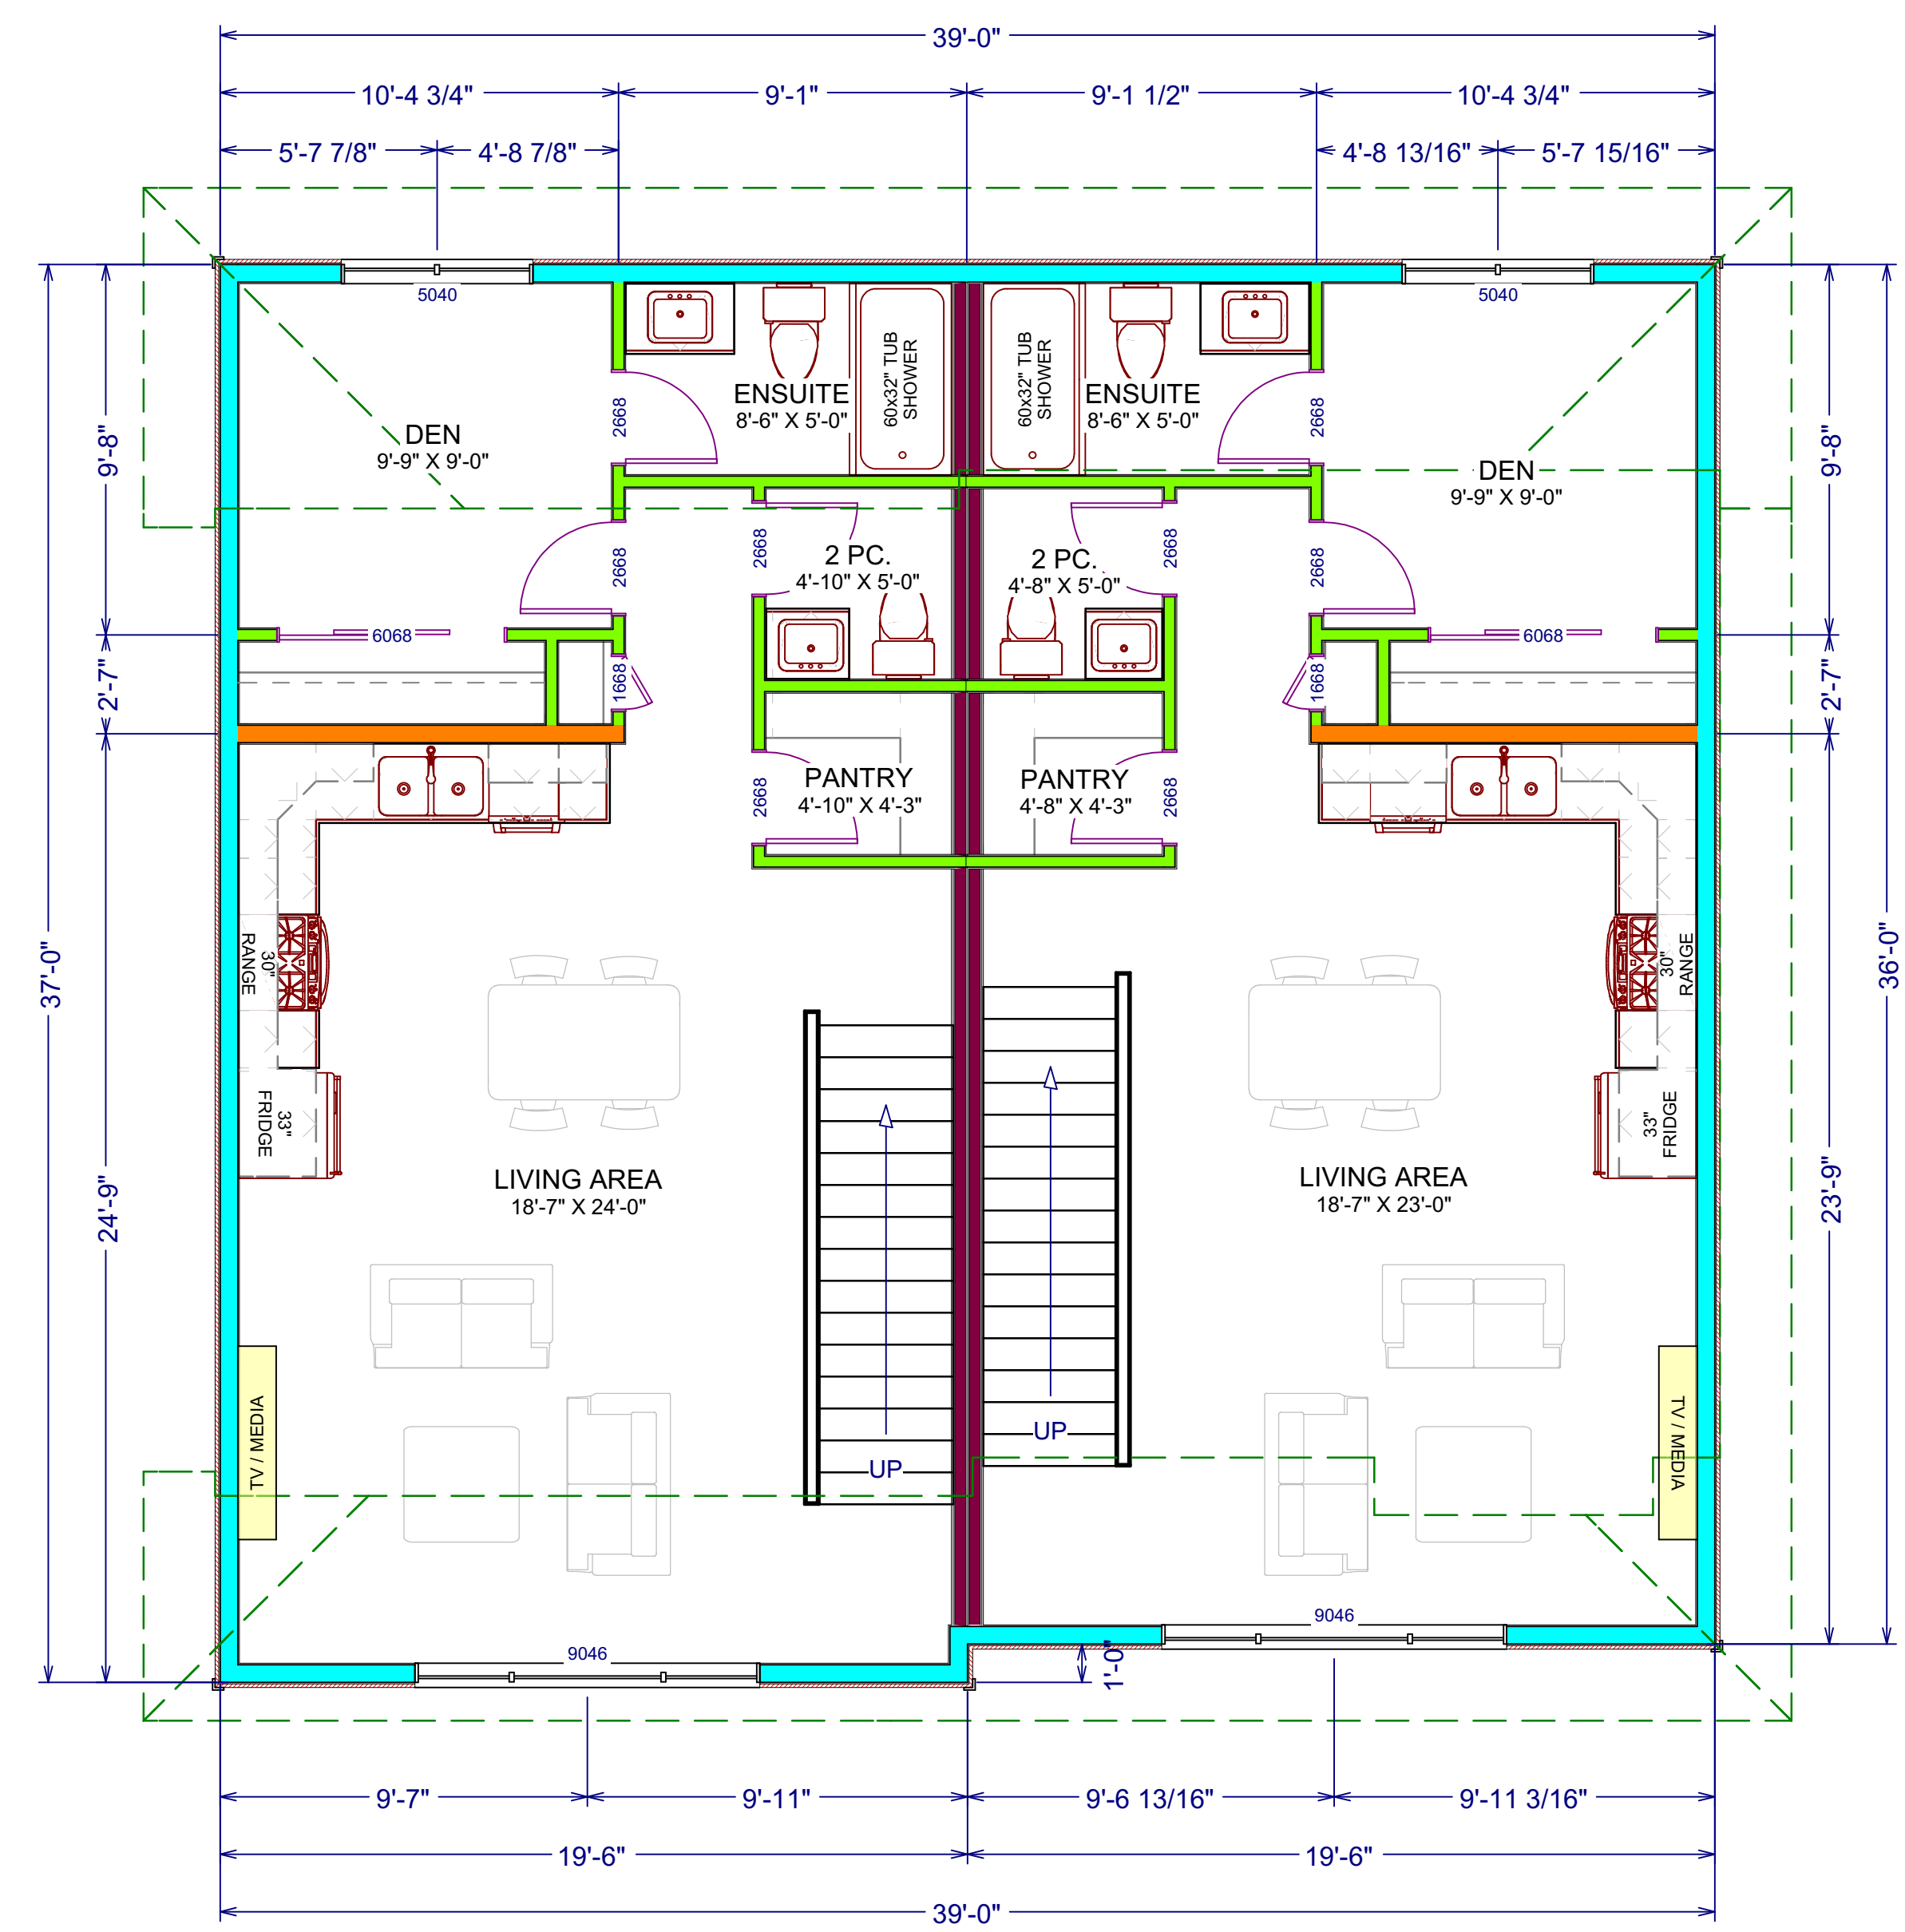 39'-0"
10'-4 3/4"
9'-1"
9'-1 1/2"
10'-4 3/4"
5'-7 7/8"
4'-8 7/8"
4'-8 13/16"
5'-7 15/16"
5040
5040
60x32" TUB
SHOWER
60x32" TUB
SHOWER
ENSUITE
8'-6" X 5'-0"
ENSUITE
8'-6" X 5'-0"
2668
2668
DEN
9'-9" X 9'-0"
DEN
9'-9" X 9'-0"
9'-8"
9'-8"
2668
2668
2668
2668
2 PC.
4'-10" X 5'-0"
2 PC.
4'-8" X 5'-0"
6068
6068
2'-7"
1668
1668
2'-7"
PANTRY
4'-10" X 4'-3"
PANTRY
4'-8" X 4'-3"
2668
2668
37'-0"
36'-0"
30"
RANGE
30"
RANGE
33"
FRIDGE
33"
FRIDGE
24'-9"
23'-9"
LIVING AREA
18'-7" X 24'-0"
LIVING AREA
18'-7" X 23'-0"
TV / MEDIA
TV / MEDIA
UP
UP
9046
9046
1'-0"
9'-7"
9'-11"
9'-6 13/16"
9'-11 3/16"
19'-6"
19'-6"
39'-0"